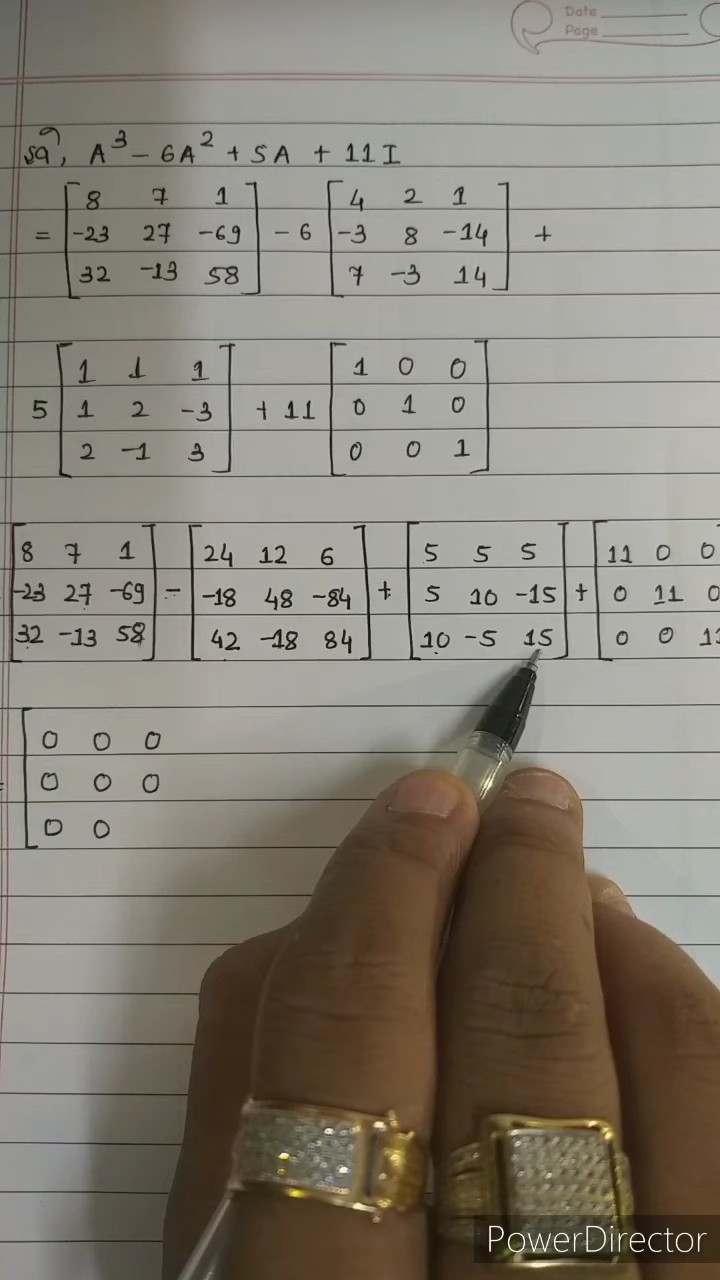 Date
Page
अब, A³ - 6A² + 5A + 11I
= [8 7 1] - 6 [4 2 1] +
[-23 27 -69] [-3 8 -14]
[32 -13 58] [7 -3 14]
5 [1 1 1] + 11 [1 0 0]
[1 2 -3] [0 1 0]
[2 -1 3] [0 0 1]
[8 7 1] - [24 12 6] + [5 5 5] + [11 0 0
[-23 27 -69] [-18 48 -84] [5 10 -15] [0 11 0
[32 -13 58] [42 -18 84] [10 -5 15] [0 0 11
[0 0 0
0 0 0
0 0
PowerDirector